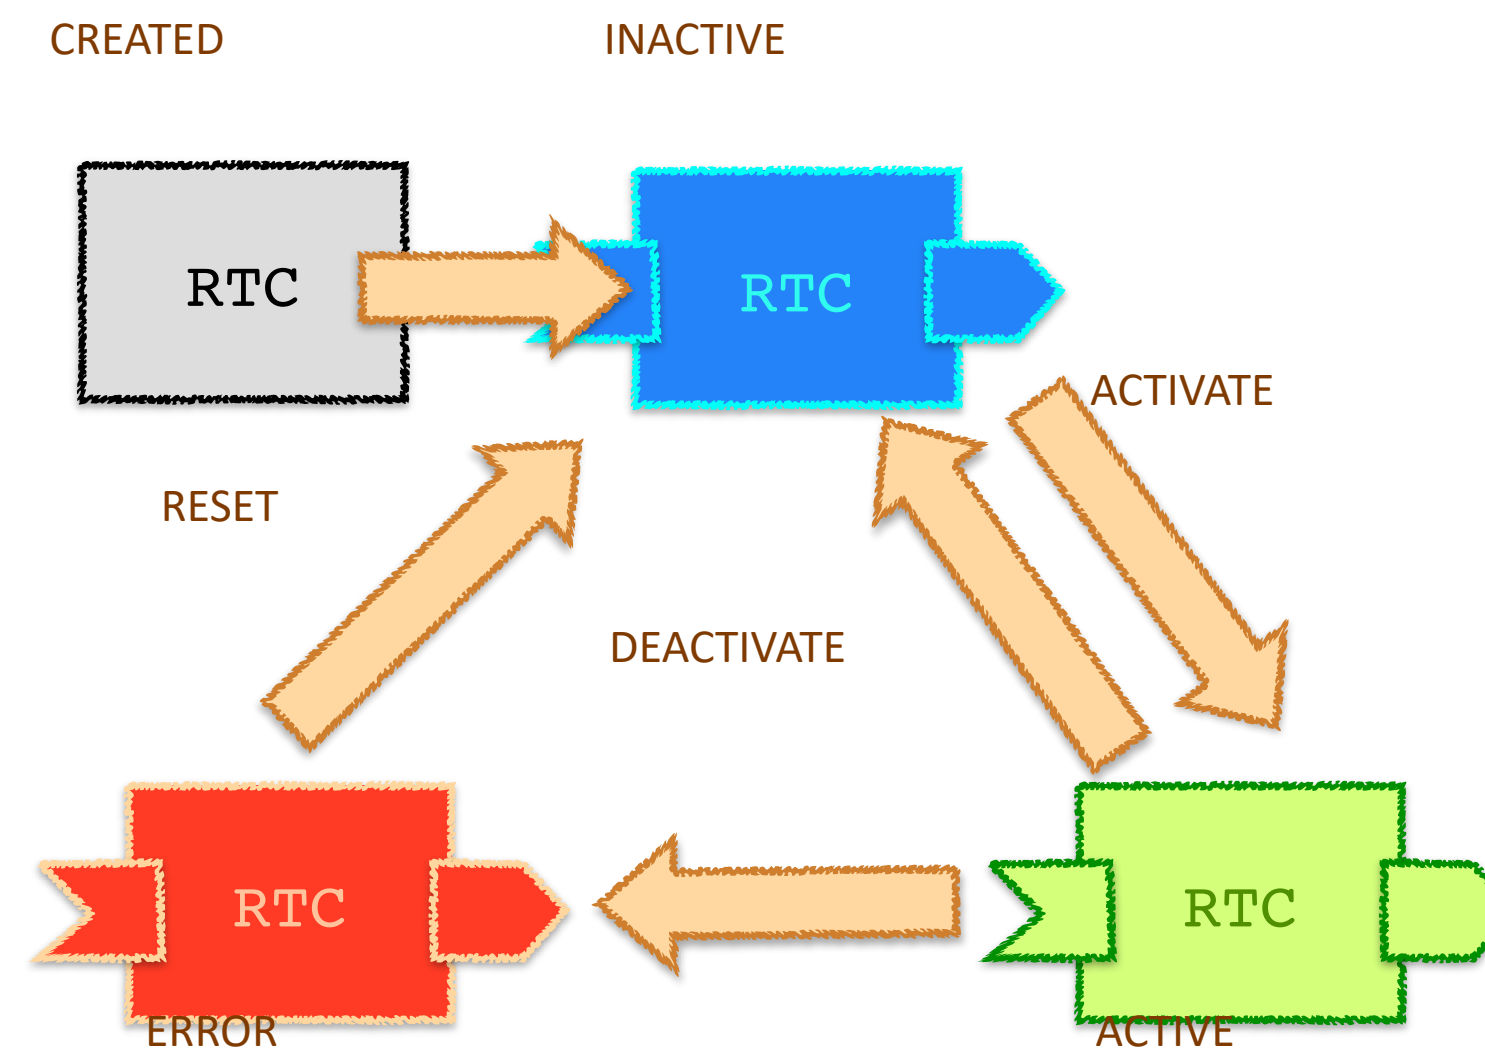 CREATED
INACTIVE
RTC
RTC
ACTIVATE
RESET
DEACTIVATE
RTC
RTC
ERROR
ACTIVE